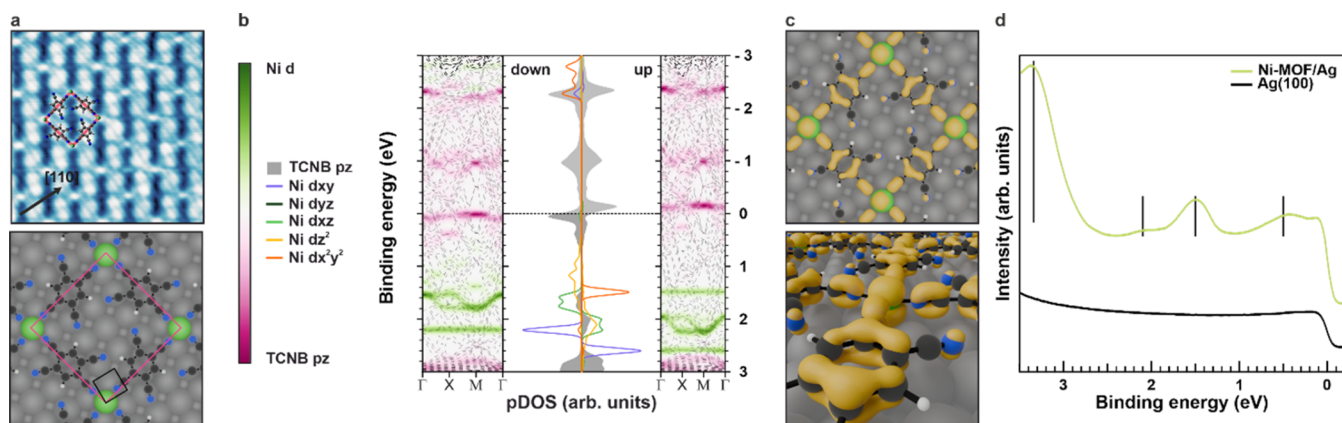 a
[110]
b
Ni d
TCNB pz
TCNB pz
Ni dxy
Ni dyz
Ni dxz
Ni dz²
Ni dx²y²
Binding energy (eV)
down
up
- 3
- 2
- 1
0
1
2
3
Γ X M Γ
Γ X M Γ
pDOS (arb. units)
c
d
Intensity (arb. units)
Ni-MOF/Ag
Ag(100)
3 2 1 0
Binding energy (eV)